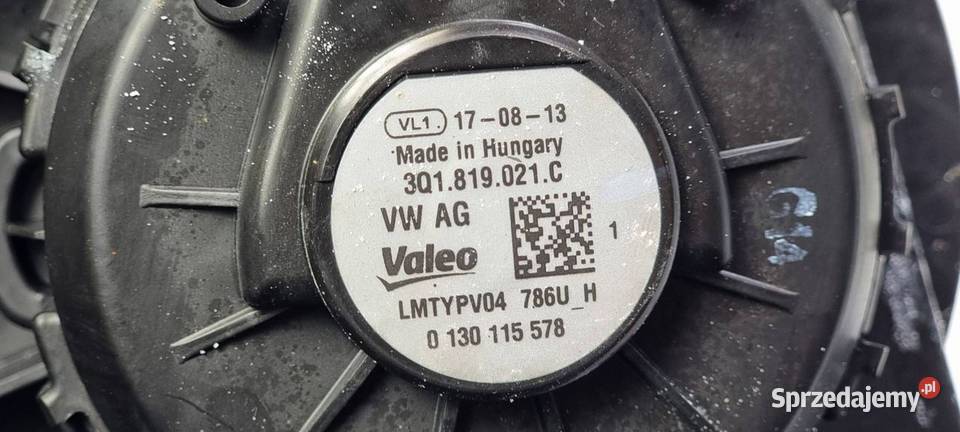 VL1 17-08-13
Made in Hungary
3Q1.819.021.C
VW AG
1
Valeo
LMTYPV04 786U_H
0 130 115 578
Sprzedajemy.pl